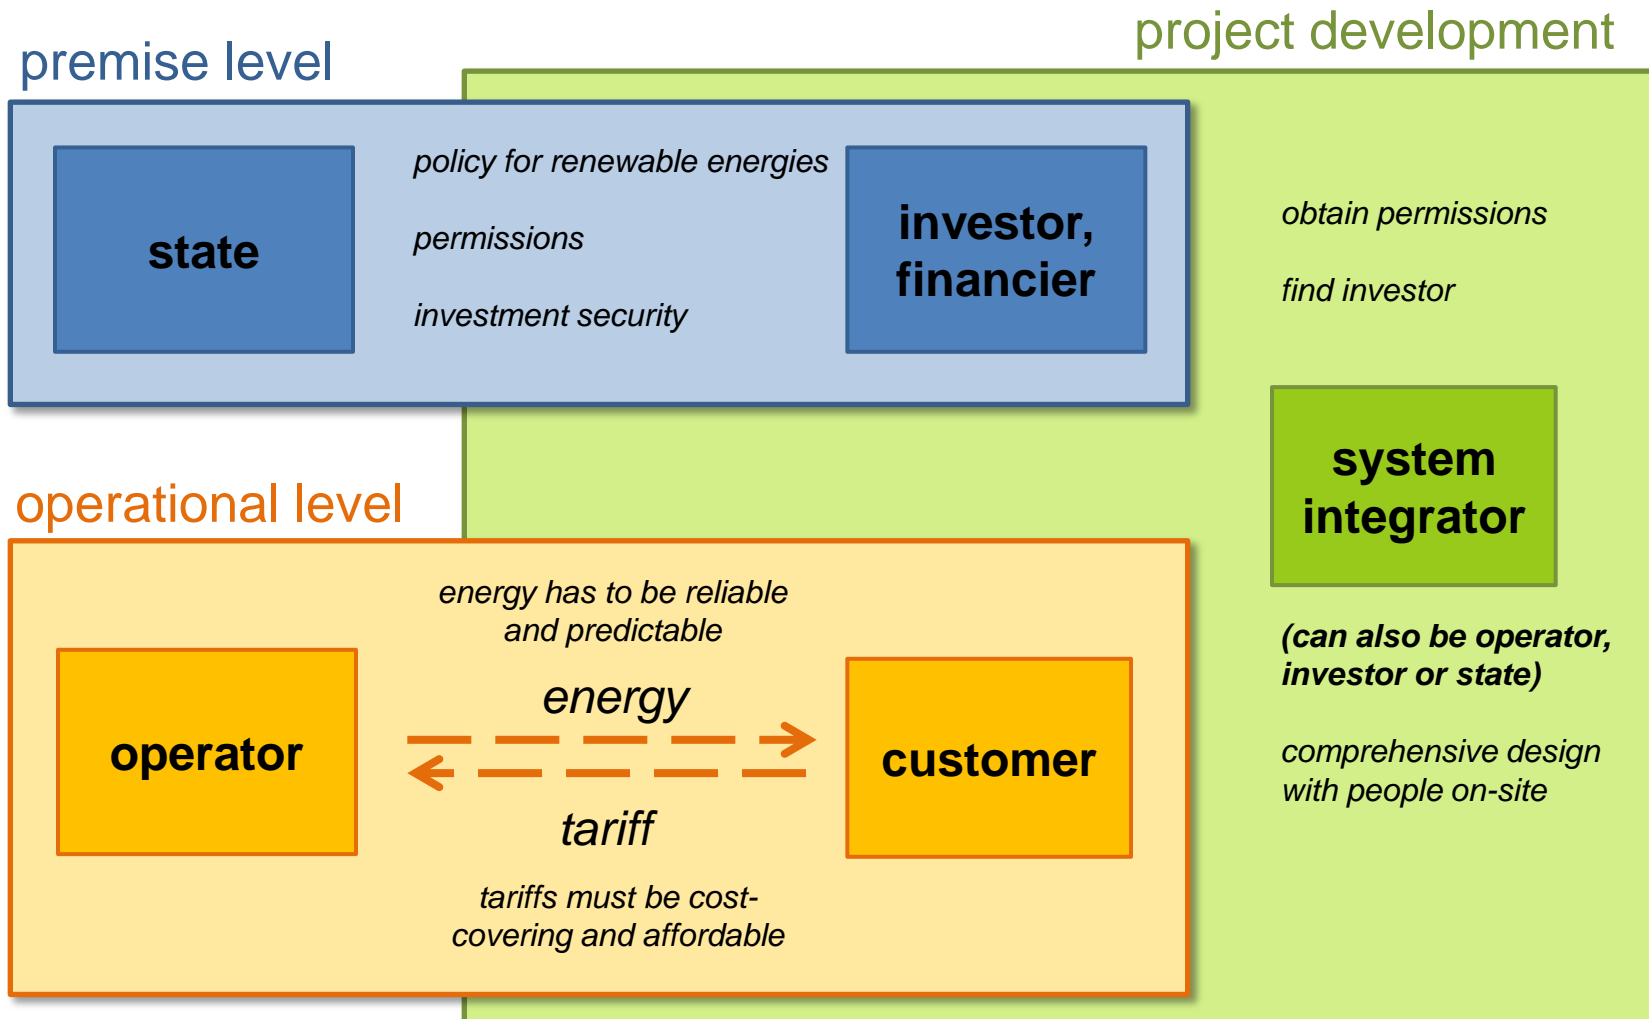 project development
premise level
state
policy for renewable energies
permissions
investment security
investor,
financier
obtain permissions
find investor
system
integrator
(can also be operator,
investor or state)
comprehensive design
with people on-site
operational level
energy has to be reliable
and predictable
energy
operator
customer
tariff
tariffs must be cost-
covering and affordable